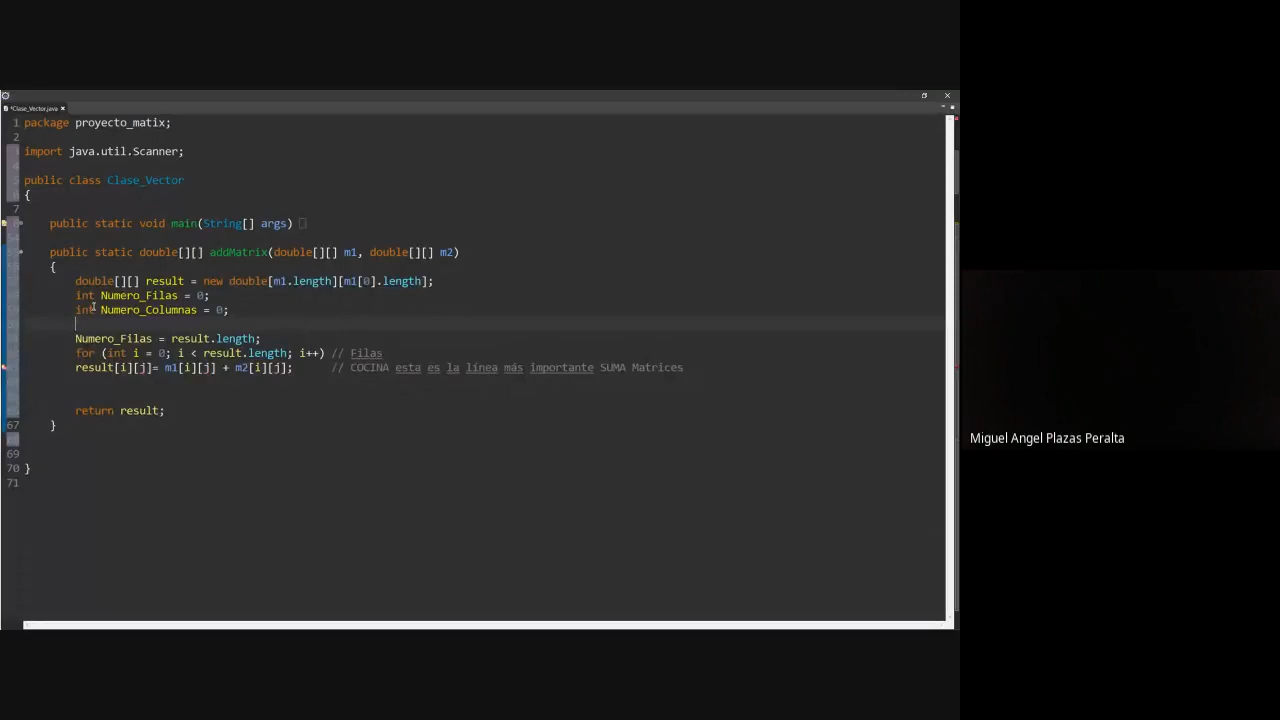 *Clase_Vector.java
1 package proyecto_matix;
2
import java.util.Scanner;
public class Clase_Vector
{
7
public static void main(String[] args)
public static double[][] addMatrix(double[][] m1, double[][] m2)
{
double[][] result = new double[m1.length][m1[0].length];
int Numero_Filas = 0;
int Numero_Columnas = 0;
Numero_Filas = result.length;
for (int i = 0; i < result.length; i++) // Filas
result[i][j]= m1[i][j] + m2[i][j]; // COCINA esta es la línea más importante SUMA Matrices
return result;
67 }
69
70 }
71
Miguel Angel Plazas Peralta